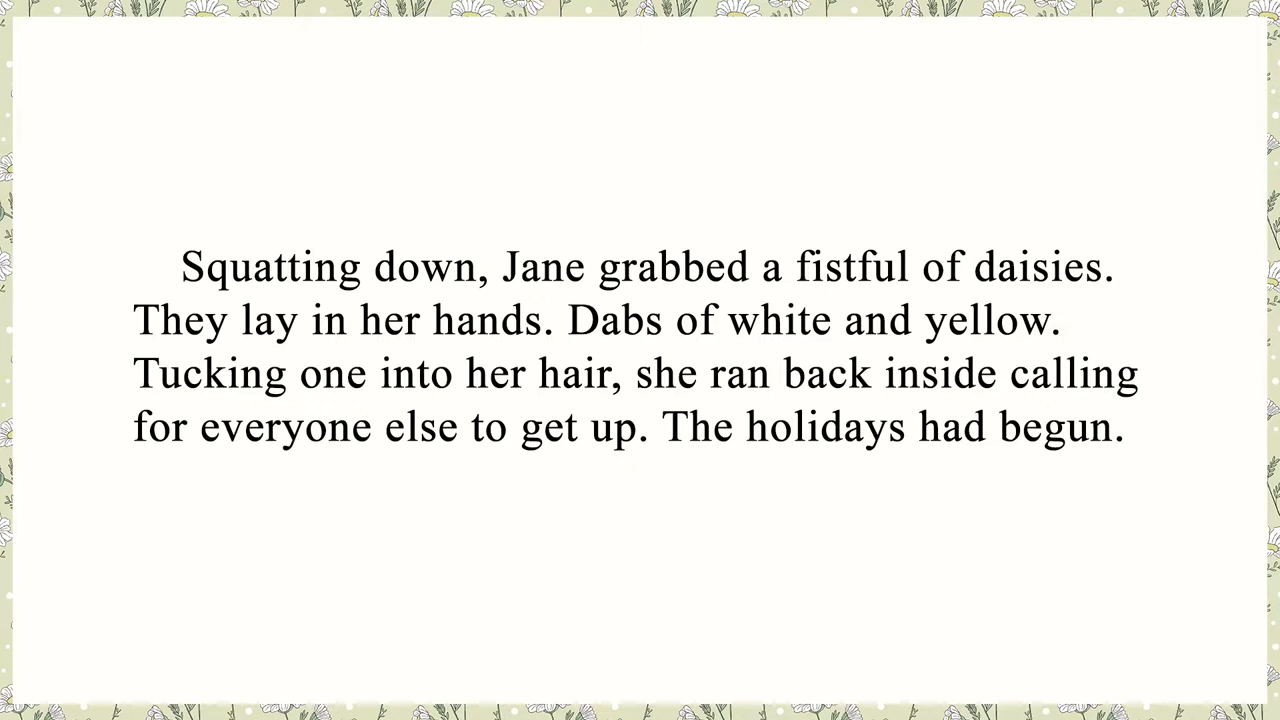 Squatting down, Jane grabbed a fistful of daisies.
They lay in her hands. Dabs of white and yellow.
Tucking one into her hair, she ran back inside calling
for everyone else to get up. The holidays had begun.